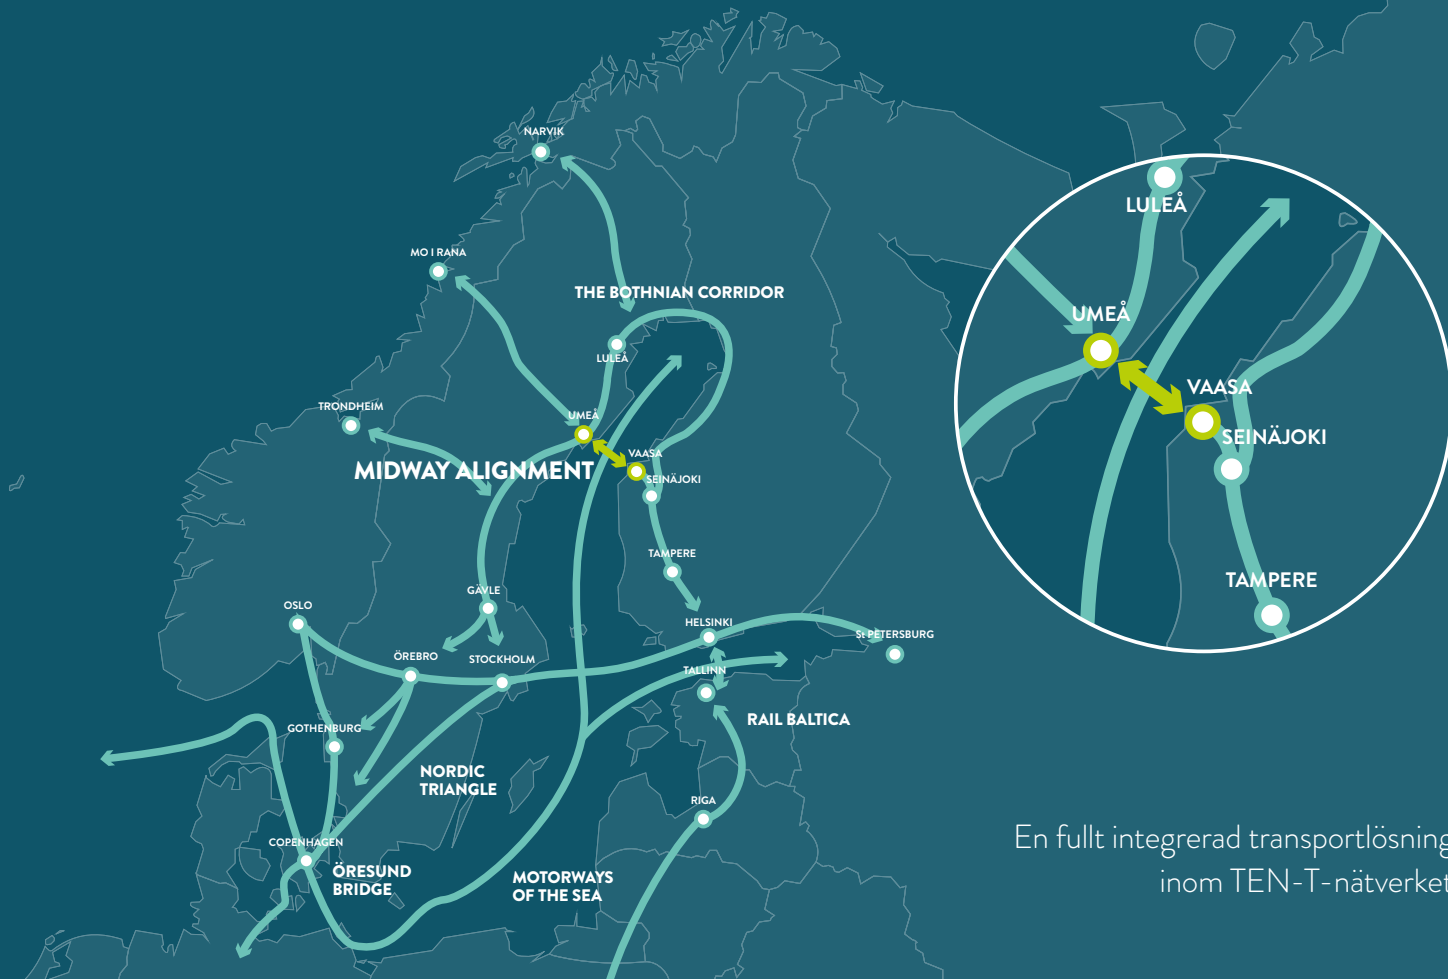 NARVIK
MO I RANA
THE BOTHNIAN CORRIDOR
LULEÅ
TRONDHEIM
UMEÅ
MIDWAY ALIGNMENT
VAASA
SEINÄJOKI
TAMPERE
GÄVLE
OSLO
HELSINKI
St PETERSBURG
ÖREBRO
STOCKHOLM
TALLINN
GOTHENBURG
RAIL BALTICA
NORDIC
TRIANGLE
RIGA
COPENHAGEN
ÖRESUND
BRIDGE
MOTORWAYS
OF THE SEA
LULEÅ
UMEÅ
VAASA
SEINÄJOKI
TAMPERE
En fullt integrerad transportlösning
inom TEN-T-nätverket